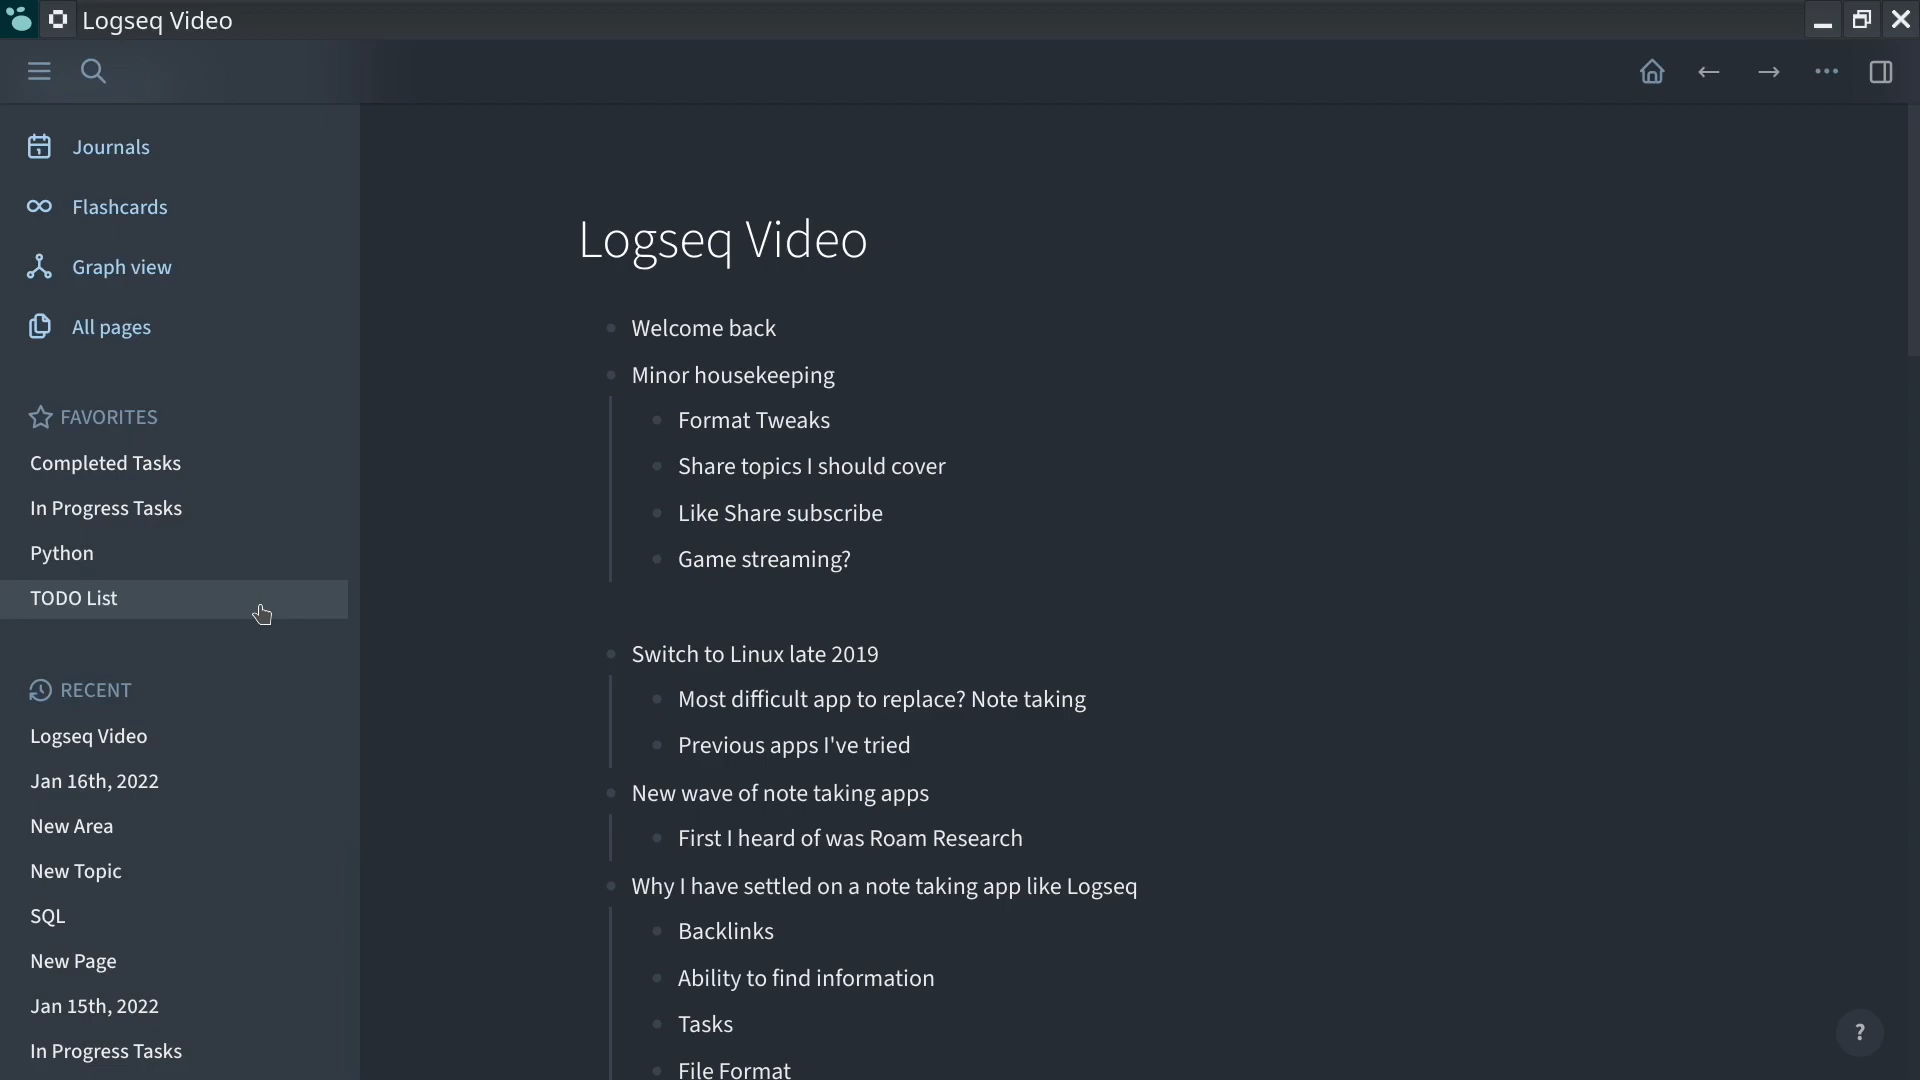 Logseq Video
Journals
Flashcards
Graph view
All pages
FAVORITES
Completed Tasks
In Progress Tasks
Python
TODO List
RECENT
Logseq Video
Jan 16th, 2022
New Area
New Topic
SQL
New Page
Jan 15th, 2022
In Progress Tasks
Logseq Video
Welcome back
Minor housekeeping
Format Tweaks
Share topics I should cover
Like Share subscribe
Game streaming?
Switch to Linux late 2019
Most difficult app to replace? Note taking
Previous apps I've tried
New wave of note taking apps
First I heard of was Roam Research
Why I have settled on a note taking app like Logseq
Backlinks
Ability to find information
Tasks
File Format
?